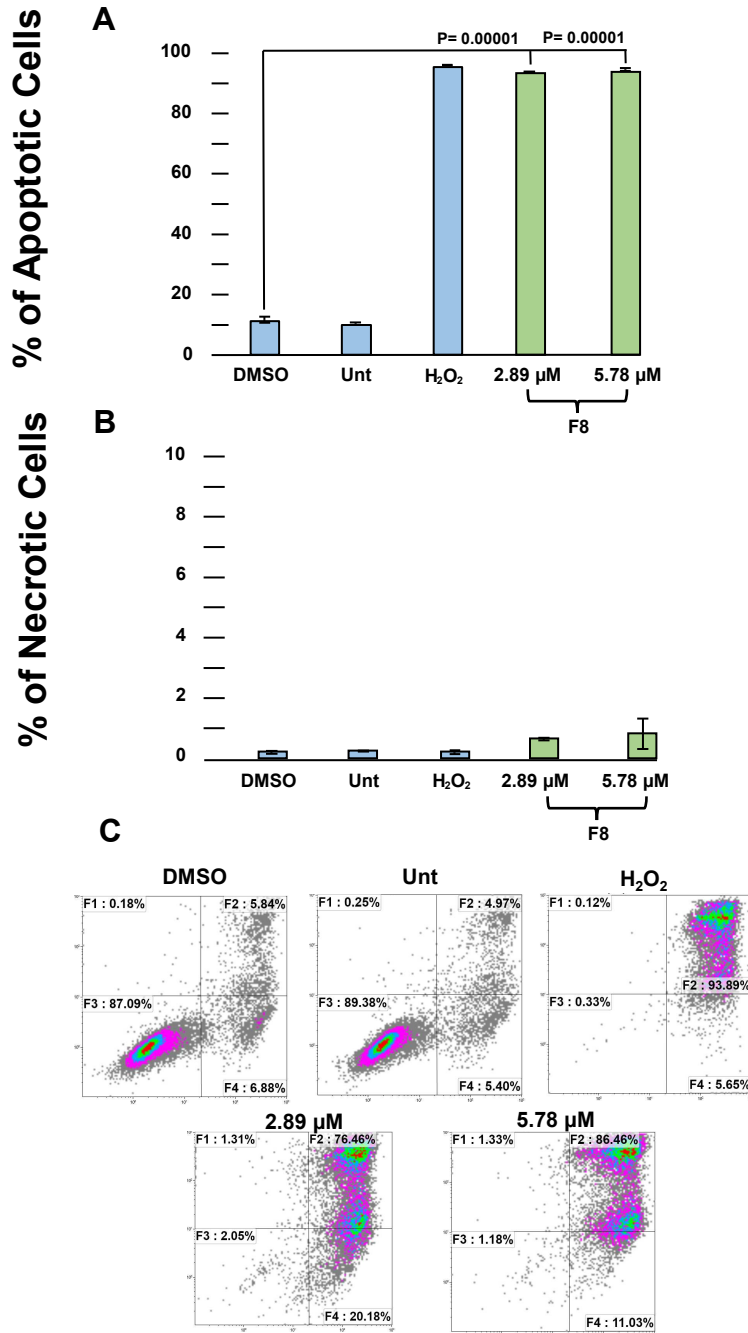 A
P= 0.00001 P= 0.00001
% of Apoptotic Cells
100
80
60
40
20
0
DMSO Unt H₂O₂ 2.89 µM 5.78 µM
F8
B
% of Necrotic Cells
10
8
6
4
2
0
DMSO Unt H₂O₂ 2.89 µM 5.78 µM
F8
C
DMSO Unt H₂O₂
F1 : 0.18% F2 : 5.84%
F3 : 87.09%
F4 : 6.88%
F1 : 0.25% F2 : 4.97%
F3 : 89.38%
F4 : 5.40%
F1 : 0.12%
F2 : 93.89%
F3 : 0.33%
F4 : 5.65%
2.89 µM 5.78 µM
F1 : 1.31% F2 : 76.46%
F3 : 2.05%
F4 : 20.18%
F1 : 1.33% F2 : 86.46%
F3 : 1.18%
F4 : 11.03%